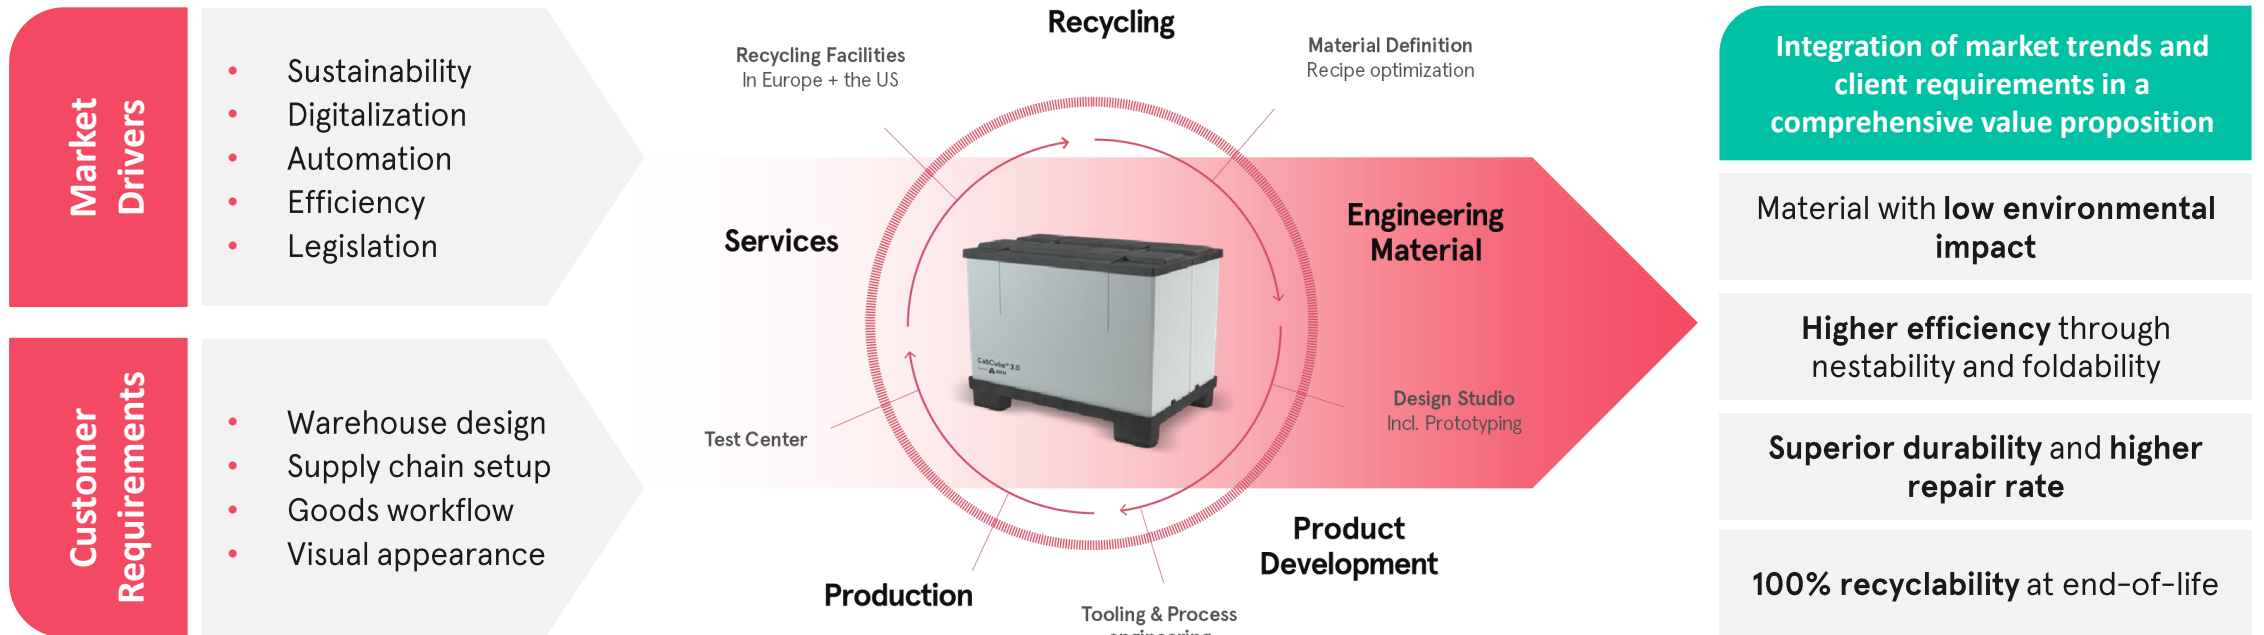 Market
Drivers
• Sustainability
• Digitalization
• Automation
• Efficiency
• Legislation
Customer
Requirements
• Warehouse design
• Supply chain setup
• Goods workflow
• Visual appearance
Recycling
Recycling Facilities
In Europe + the US
Material Definition
Recipe optimization
Services
Engineering
Material
CabCube® 3.0
Design Studio
Incl. Prototyping
Test Center
Product
Development
Production
Tooling & Process
engineering
Integration of market trends and
client requirements in a
comprehensive value proposition
Material with low environmental
impact
Higher efficiency through
nestability and foldability
Superior durability and higher
repair rate
100% recyclability at end-of-life